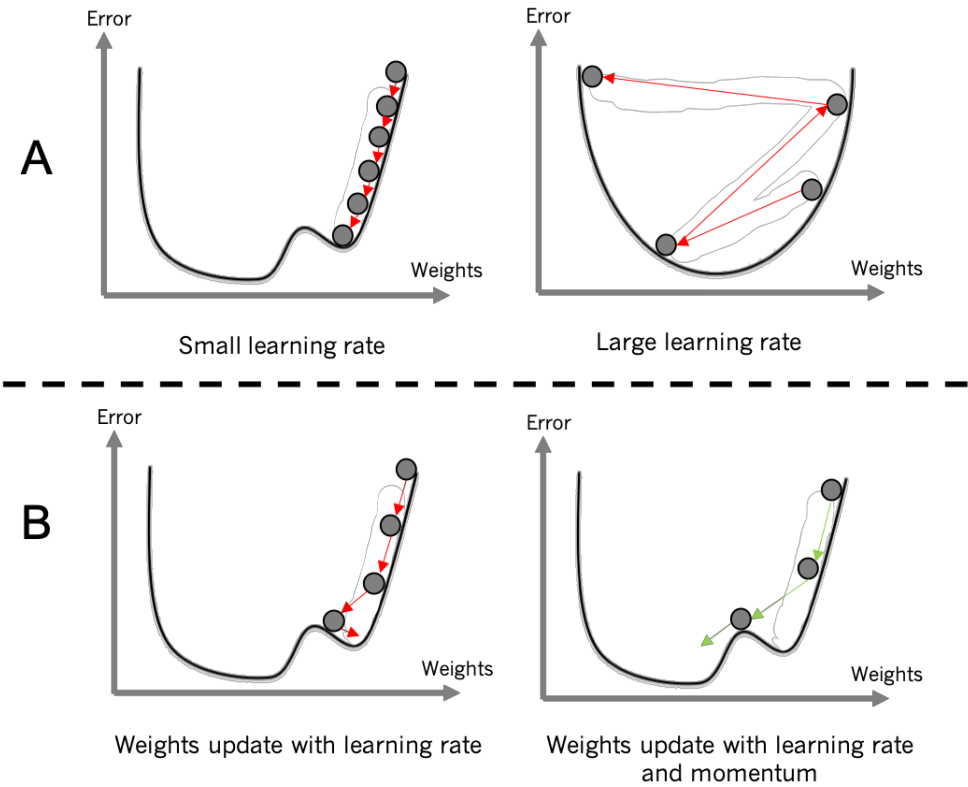 Error
Error
A
Weights
Weights
Small learning rate
Large learning rate
Error
Error
B
Weights
Weights
Weights update with learning rate
Weights update with learning rate
and momentum